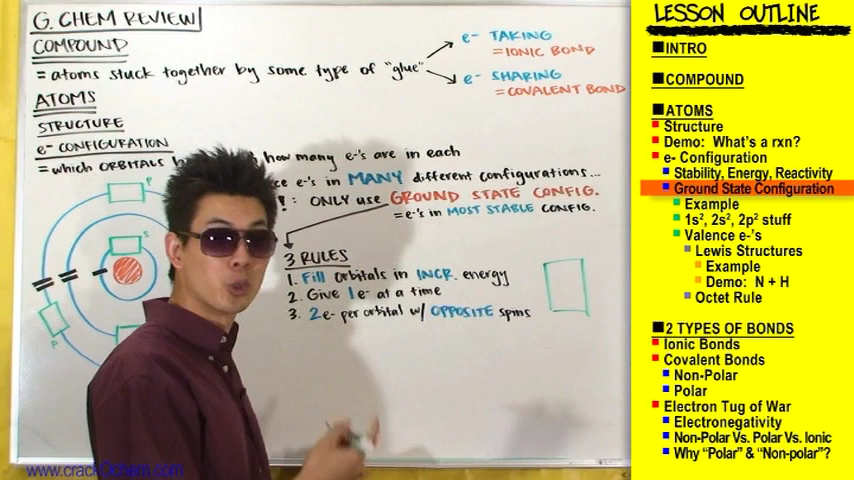 G. CHEM REVIEW
COMPOUND
= atoms stuck together by some type of "glue"
e- TAKING
= IONIC BOND
e- SHARING
= COVALENT BOND
ATOMS
STRUCTURE
e- CONFIGURATION
= which ORBITALS how many e-'s are in each
e-'s in MANY different configurations...
!: ONLY use GROUND STATE CONFIG.
= e-'s in MOST STABLE CONFIG.
P
S
P
3 RULES
1. Fill orbitals in INCR. energy
2. Give 1e- at a time
3. 2e- per orbital w/ OPPOSITE spins
www.crackOchem.com
LESSON OUTLINE
INTRO
COMPOUND
ATOMS
Structure
Demo: What's a rxn?
e- Configuration
Stability, Energy, Reactivity
Ground State Configuration
Example
1s², 2s², 2p² stuff
Valence e-'s
Lewis Structures
Example
Demo: N + H
Octet Rule
2 TYPES OF BONDS
Ionic Bonds
Covalent Bonds
Non-Polar
Polar
Electron Tug of War
Electronegativity
Non-Polar Vs. Polar Vs. Ionic
Why "Polar" & "Non-polar"?